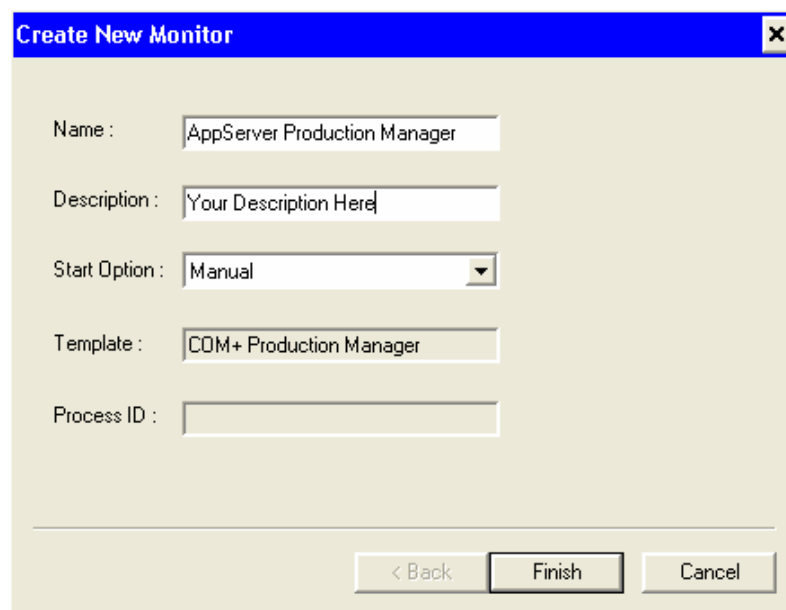 Create New Monitor
Name : AppServer Production Manager
Description : Your Description Here
Start Option : Manual
Template : COM+ Production Manager
Process ID :
< Back Finish Cancel